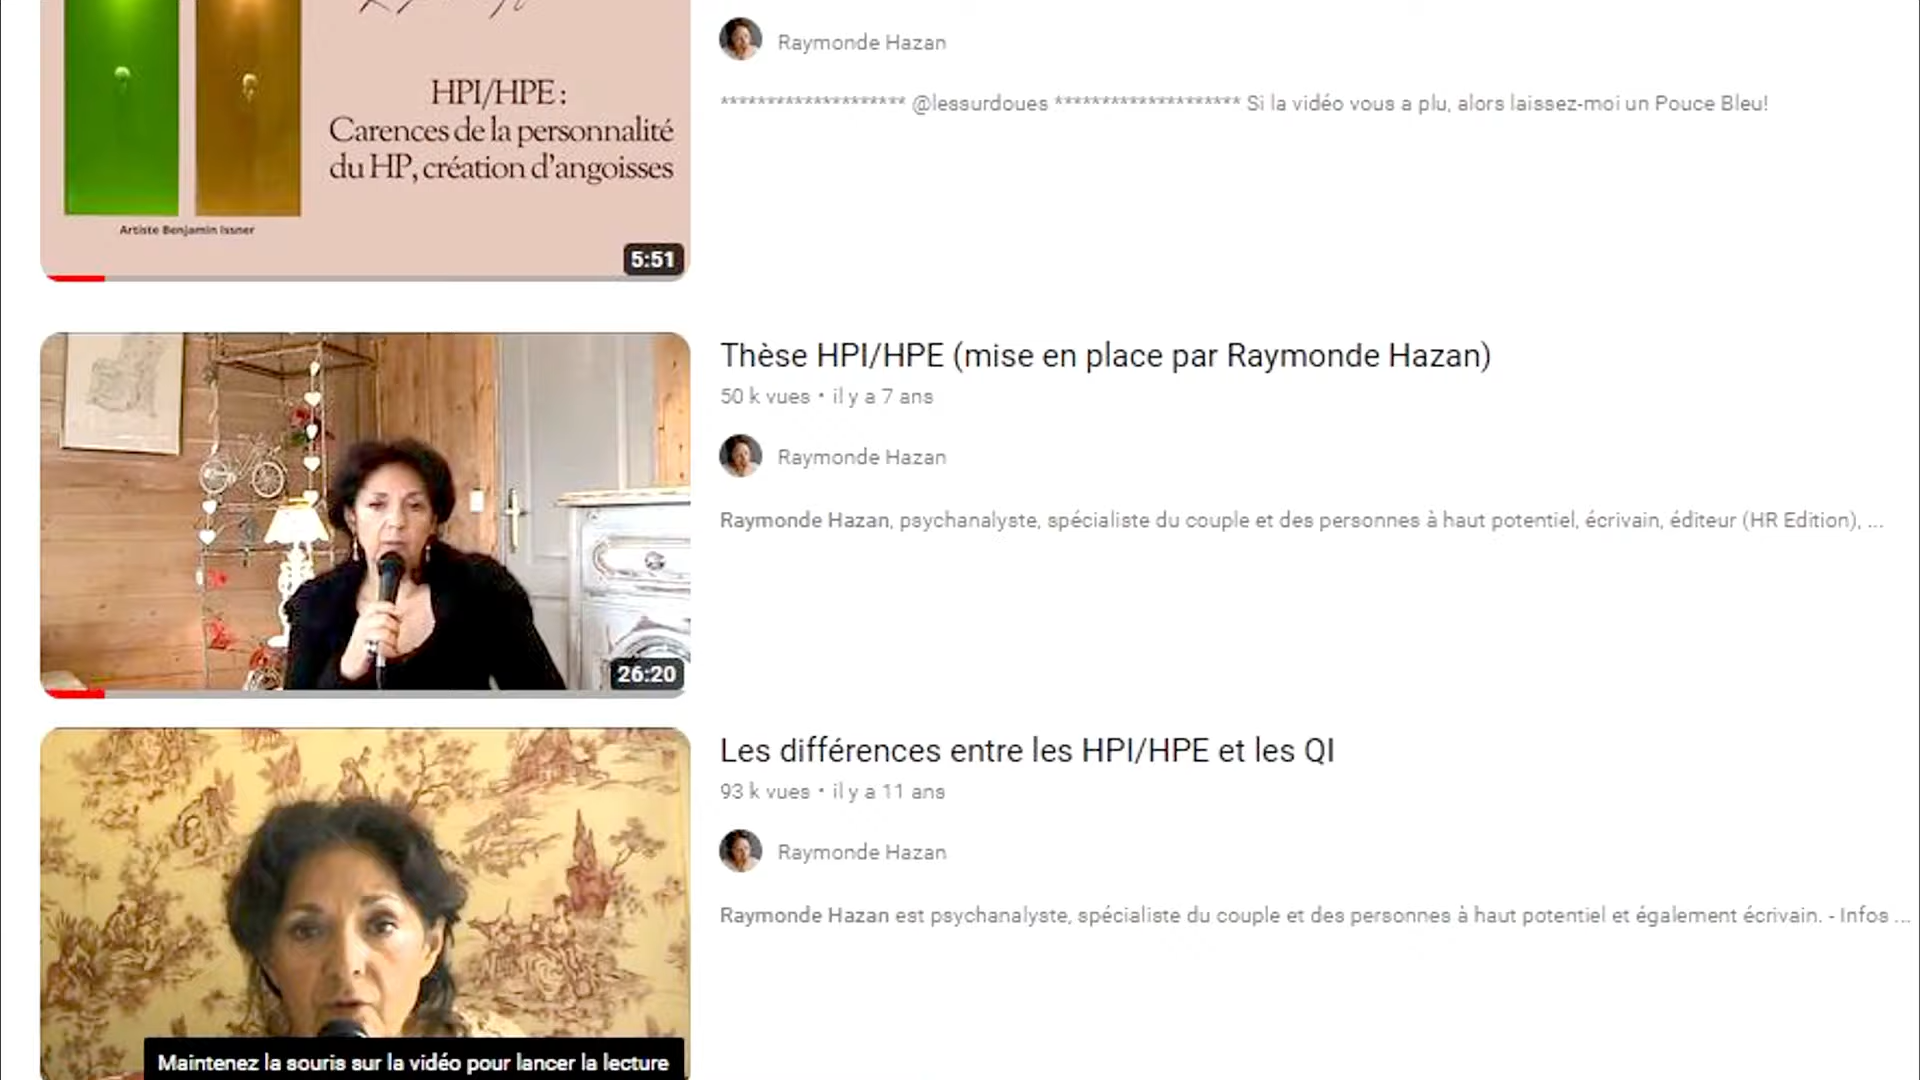 Raymonde Hazan
HPI/HPE :
Carences de la personnalité
du HP, création d'angoisses
******************** @lessurdoues ******************** Si la vidéo vous a plu, alors laissez-moi un Pouce Bleu!
Artiste Benjamin Issner
5:51
Thèse HPI/HPE (mise en place par Raymonde Hazan)
50 k vues • il y a 7 ans
Raymonde Hazan
Raymonde Hazan, psychanalyste, spécialiste du couple et des personnes à haut potentiel, écrivain, éditeur (HR Edition), ...
26:20
Les différences entre les HPI/HPE et les QI
93 k vues • il y a 11 ans
Raymonde Hazan
Raymonde Hazan est psychanalyste, spécialiste du couple et des personnes à haut potentiel et également écrivain. - Infos ...
Maintenez la souris sur la vidéo pour lancer la lecture